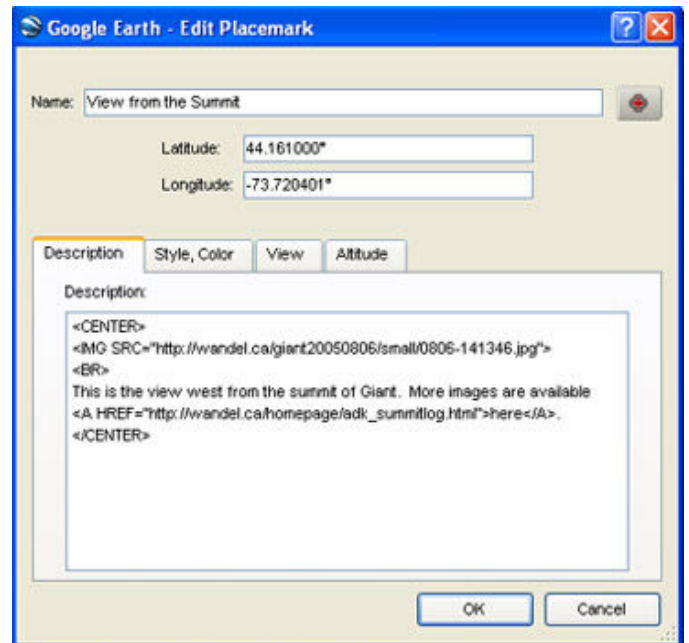 Google Earth - Edit Placemark
Name: View from the Summit
Latitude: 44.161000°
Longitude: -73.720401°
Description Style, Color View Altitude
Description:
<CENTER>
<IMG SRC="http://wandel.ca/giant20050806/small/0806-141346.jpg">
<BR>
This is the view west from the summit of Giant. More images are available
<A HREF="http://wandel.ca/homepage/adk_summitlog.html">here</A>.
</CENTER>
OK Cancel